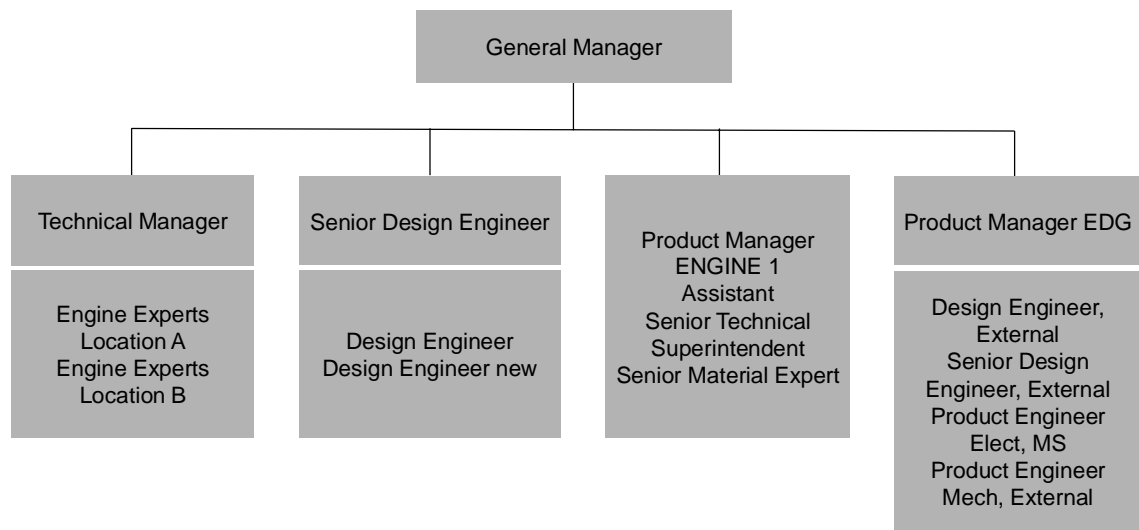 General Manager
Technical Manager
Engine Experts
Location A
Engine Experts
Location B
Senior Design Engineer
Design Engineer
Design Engineer new
Product Manager
ENGINE 1
Assistant
Senior Technical
Superintendent
Senior Material Expert
Product Manager EDG
Design Engineer,
External
Senior Design
Engineer, External
Product Engineer
Elect, MS
Product Engineer
Mech, External